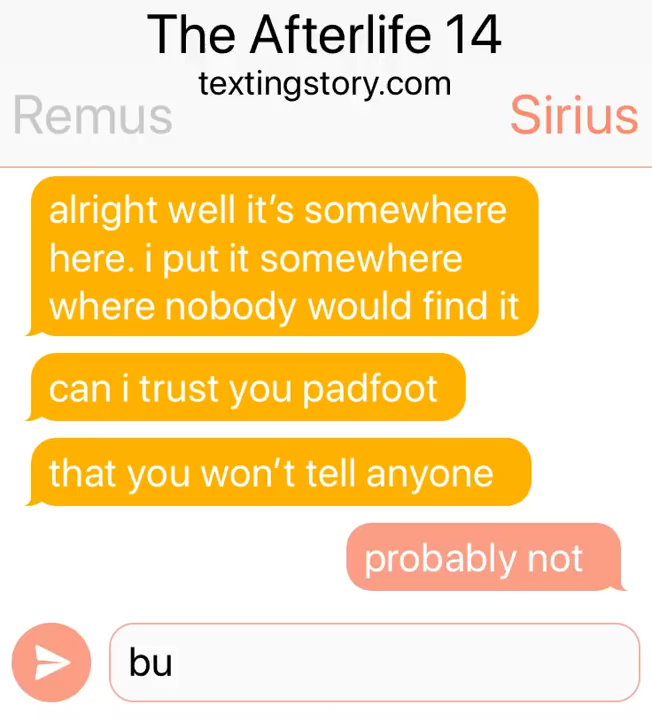 The Afterlife 14
textingstory.com
Remus
Sirius
alright well it’s somewhere
here. i put it somewhere
where nobody would find it
can i trust you padfoot
that you won’t tell anyone
probably not
bu